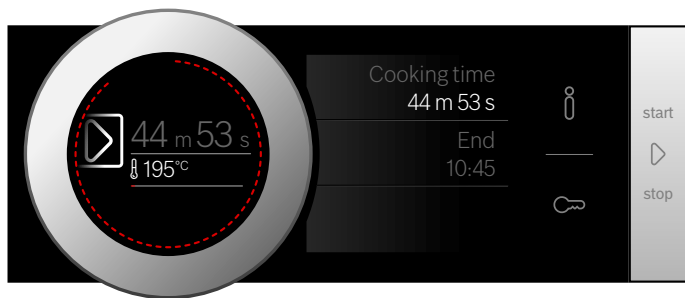 44 m 53 s
195°C
Cooking time
44 m 53 s
End
10:45
start
stop